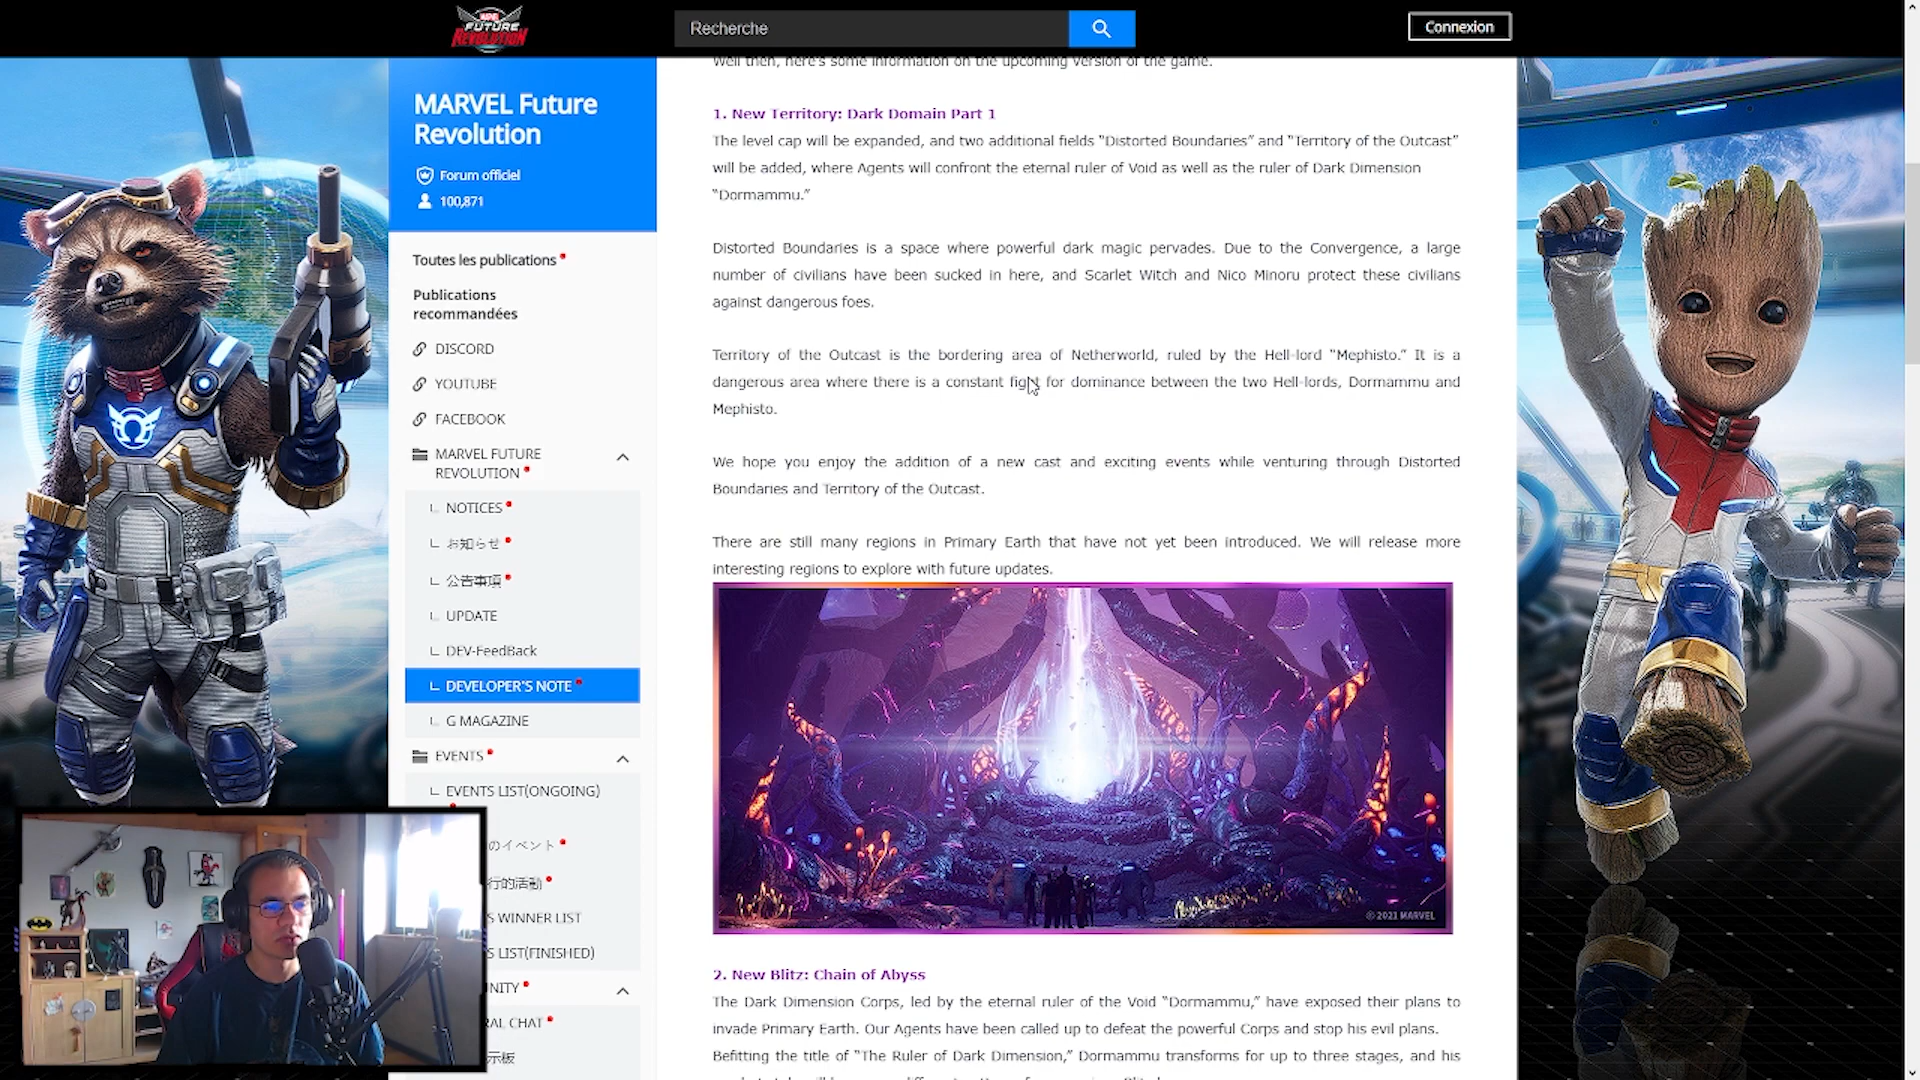 MARVEL
FUTURE
REVOLUTION
Recherche
Connexion
MARVEL Future
Revolution
Forum officiel
100,871
Toutes les publications
Publications
recommandées
DISCORD
YOUTUBE
FACEBOOK
MARVEL FUTURE
REVOLUTION
NOTICES
お知らせ
公告事項
UPDATE
DEV-FeedBack
DEVELOPER'S NOTE
G MAGAZINE
EVENTS
EVENTS LIST(ONGOING)
のイベント
行的活動
S WINNER LIST
S LIST(FINISHED)
NITY
RAL CHAT
示板
Well then, here's some information on the upcoming version of the game.
1. New Territory: Dark Domain Part 1
The level cap will be expanded, and two additional fields “Distorted Boundaries” and “Territory of the Outcast”
will be added, where Agents will confront the eternal ruler of Void as well as the ruler of Dark Dimension
“Dormammu.”
Distorted Boundaries is a space where powerful dark magic pervades. Due to the Convergence, a large
number of civilians have been sucked in here, and Scarlet Witch and Nico Minoru protect these civilians
against dangerous foes.
Territory of the Outcast is the bordering area of Netherworld, ruled by the Hell-lord “Mephisto.” It is a
dangerous area where there is a constant fight for dominance between the two Hell-lords, Dormammu and
Mephisto.
We hope you enjoy the addition of a new cast and exciting events while venturing through Distorted
Boundaries and Territory of the Outcast.
There are still many regions in Primary Earth that have not yet been introduced. We will release more
interesting regions to explore with future updates.
© 2021 MARVEL
2. New Blitz: Chain of Abyss
The Dark Dimension Corps, led by the eternal ruler of the Void “Dormammu,” have exposed their plans to
invade Primary Earth. Our Agents have been called up to defeat the powerful Corps and stop his evil plans.
Befitting the title of “The Ruler of Dark Dimension,” Dormammu transforms for up to three stages, and his